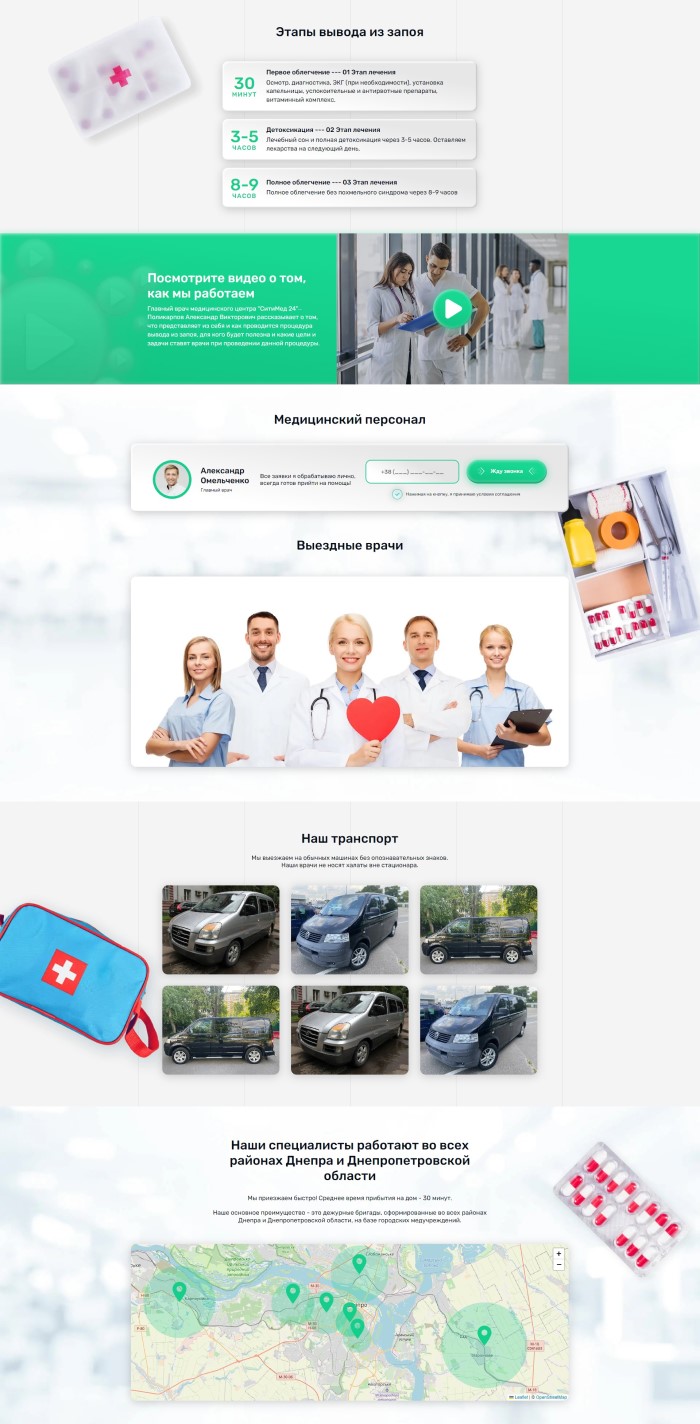 Этапы вывода из запоя
30
МИНУТ
Первое облегчение --- 01 Этап лечения
Осмотр, диагностика, ЭКГ (при необходимости), установка
капельницы, успокоительные и антирвотные препараты,
витаминный комплекс.
3-5
ЧАСОВ
Детоксикация --- 02 Этап лечения
Лечебный сон и полная детоксикация через 3-5 часов. Оставляем
лекарства на следующий день.
8-9
ЧАСОВ
Полное облегчение --- 03 Этап лечения
Полное облегчение без похмельного синдрома через 8-9 часов
Посмотрите видео о том,
как мы работаем
Главный врач медицинского центра "СитиМед 24" -
Поликарпов Александр Викторович рассказывает о том,
что представляет из себя и как проводится процедура
вывода из запоя, для кого будет полезна и какие цели и
задачи ставят врачи при проведении данной процедуры.
Медицинский персонал
Александр
Омельченко
Главный врач
Все заявки я обрабатываю лично,
всегда готов прийти на помощь!
+38 (___) ___-__-__
Жду звонка
Нажимая на кнопку, я принимаю условия соглашения
Выездные врачи
Наш транспорт
Мы выезжаем на обычных машинах без опознавательных знаков.
Наши врачи не носят халаты вне стационара.
Наши специалисты работают во всех
районах Днепра и Днепропетровской
области
Мы приезжаем быстро! Среднее время прибытия на дом - 30 минут.
Наше основное преимущество - это дежурные бригады, сформированные во всех районах
Днепра и Днепропетровской области, на базе городских медучреждений.
+
−
Leaflet | © OpenStreetMap